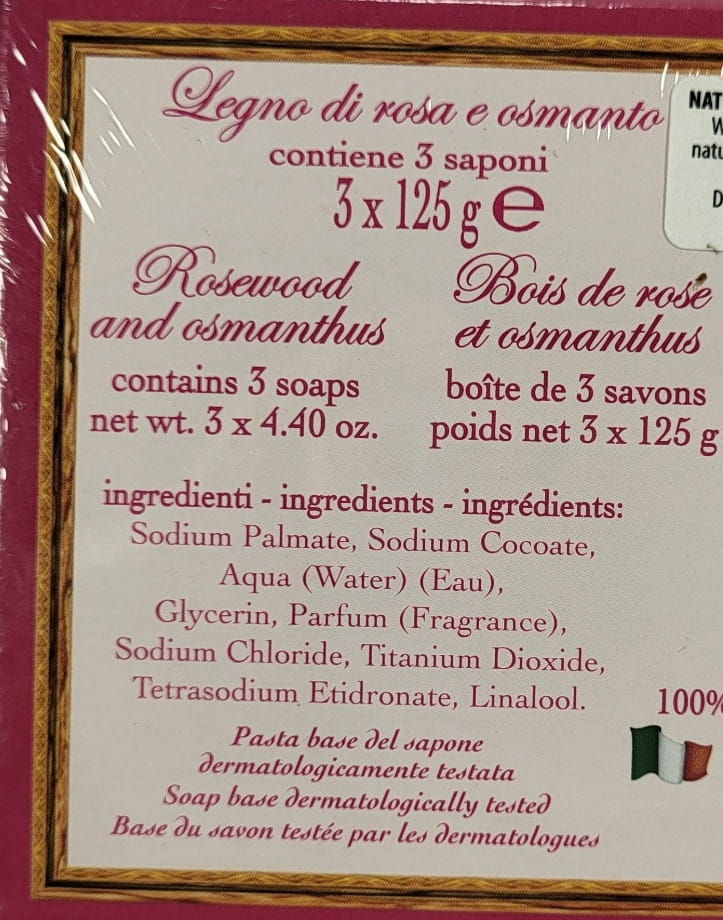 Legno di rosa e osmanto
contiene 3 saponi
3 x 125 g e
Rosewood
and osmanthus
contains 3 soaps
net wt. 3 x 4.40 oz.
Bois de rose
et osmanthus
boîte de 3 savons
poids net 3 x 125 g
ingredienti - ingredients - ingrédients:
Sodium Palmate, Sodium Cocoate,
Aqua (Water) (Eau),
Glycerin, Parfum (Fragrance),
Sodium Chloride, Titanium Dioxide,
Tetrasodium Etidronate, Linalool.
Pasta base del sapone
dermatologicamente testata
Soap base dermatologically tested
Base du savon testée par les dermatologues
100%
NAT
natu